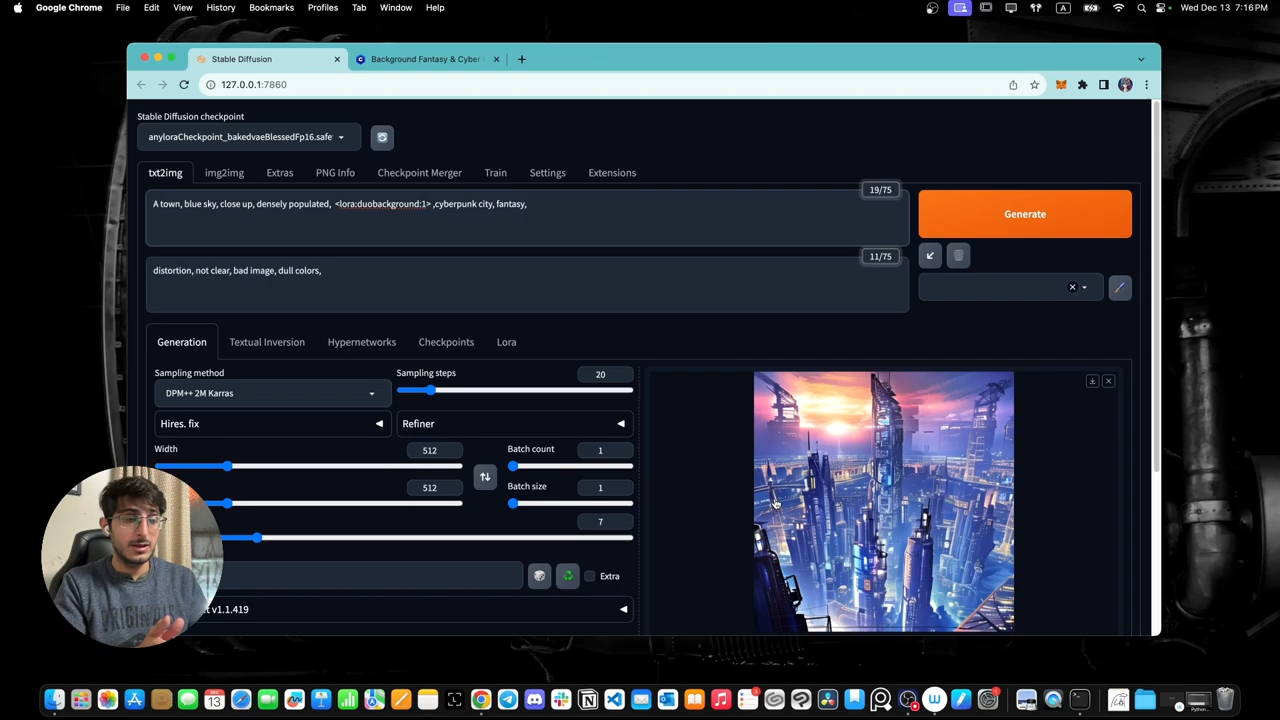 Google Chrome File Edit View History Bookmarks Profiles Tab Window Help
A
Wed Dec 13 7:16 PM
Stable Diffusion
Background Fantasy & Cyber
127.0.0.1:7860
Stable Diffusion checkpoint
anyloraCheckpoint_bakedvaeBlessedFp16.safe
txt2img img2img Extras PNG Info Checkpoint Merger Train Settings Extensions
19/75
A town, blue sky, close up, densely populated, <lora:duobackground:1> ,cyberpunk city, fantasy,
Generate
11/75
distortion, not clear, bad image, dull colors,
Generation Textual Inversion Hypernetworks Checkpoints Lora
Sampling method
DPM++ 2M Karras
Sampling steps
20
Hires. fix
Refiner
Width
512
Batch count
1
512
Batch size
1
7
Extra
v1.1.419
ORIGINA
DEC
13